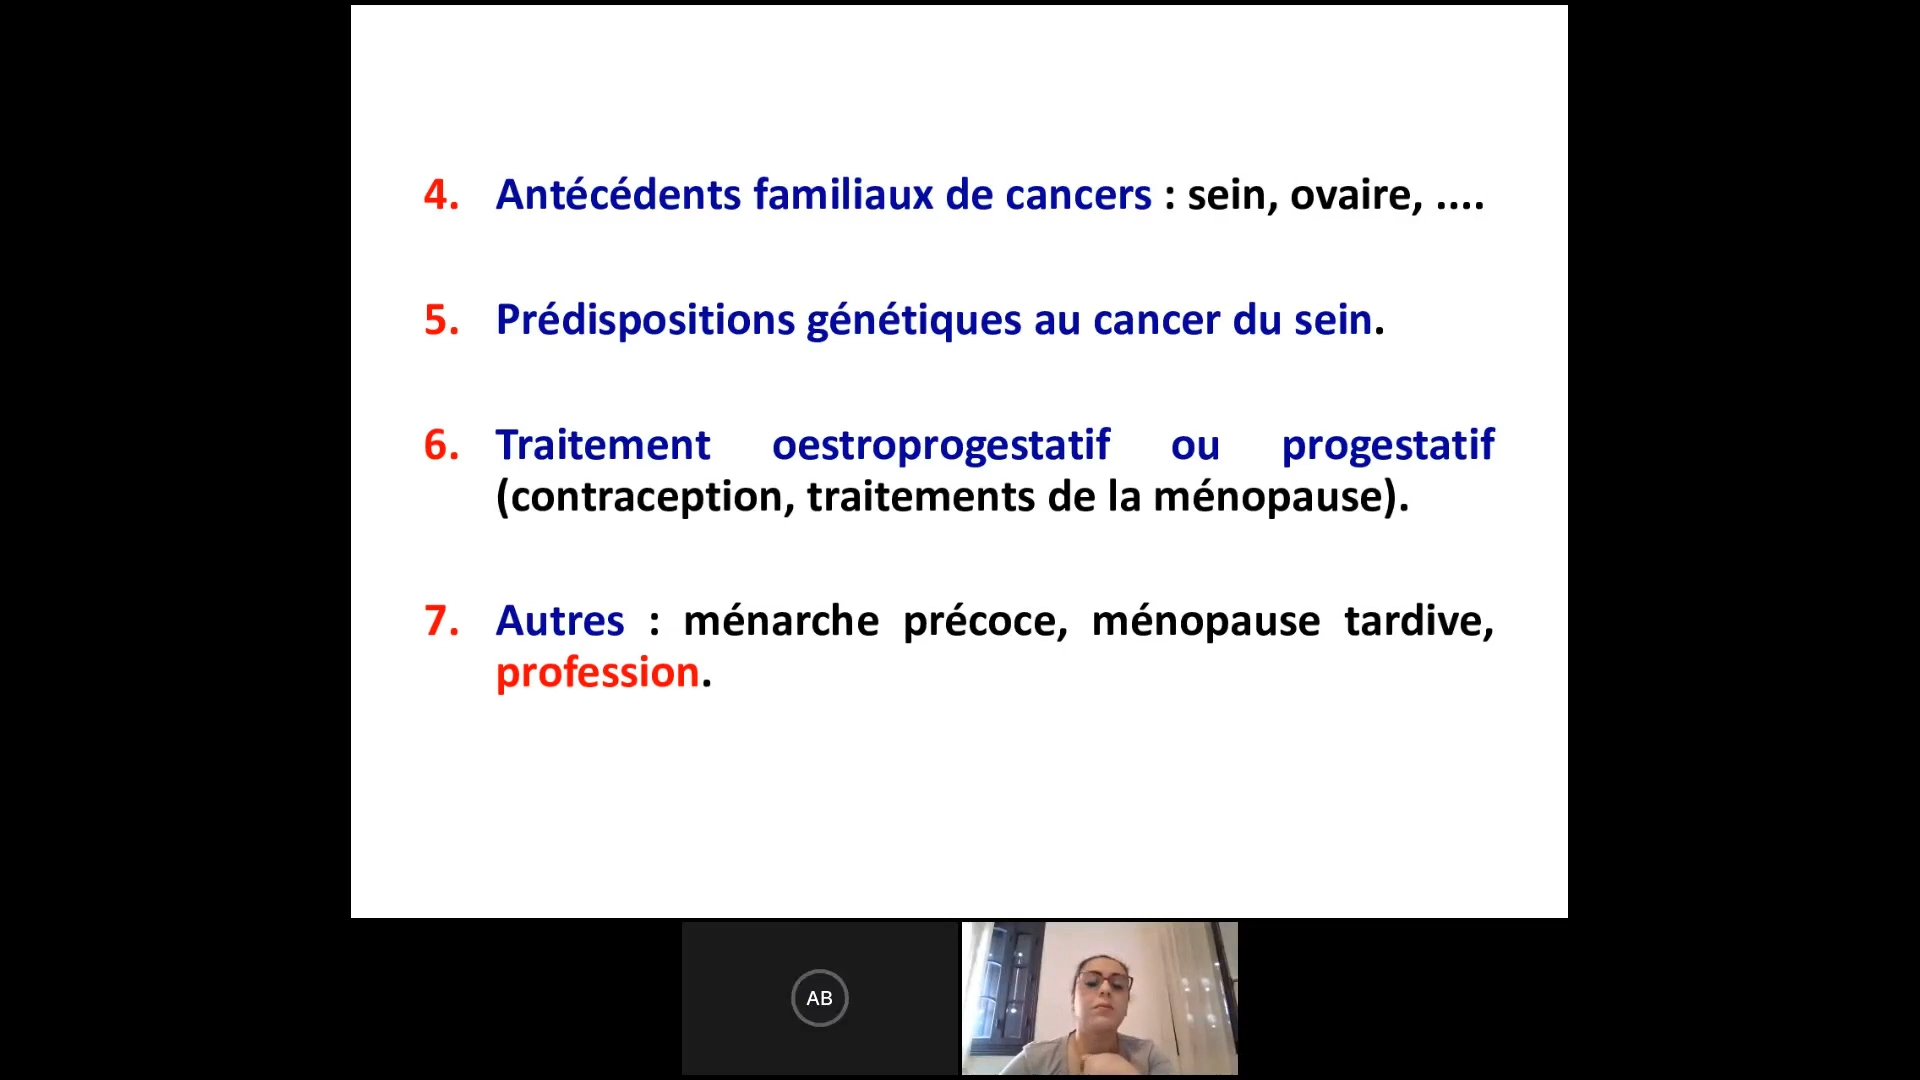 4. Antécédents familiaux de cancers : sein, ovaire, ....
5. Prédispositions génétiques au cancer du sein.
6. Traitement oestroprogestatif ou progestatif
(contraception, traitements de la ménopause).
7. Autres : ménarche précoce, ménopause tardive,
profession.
AB